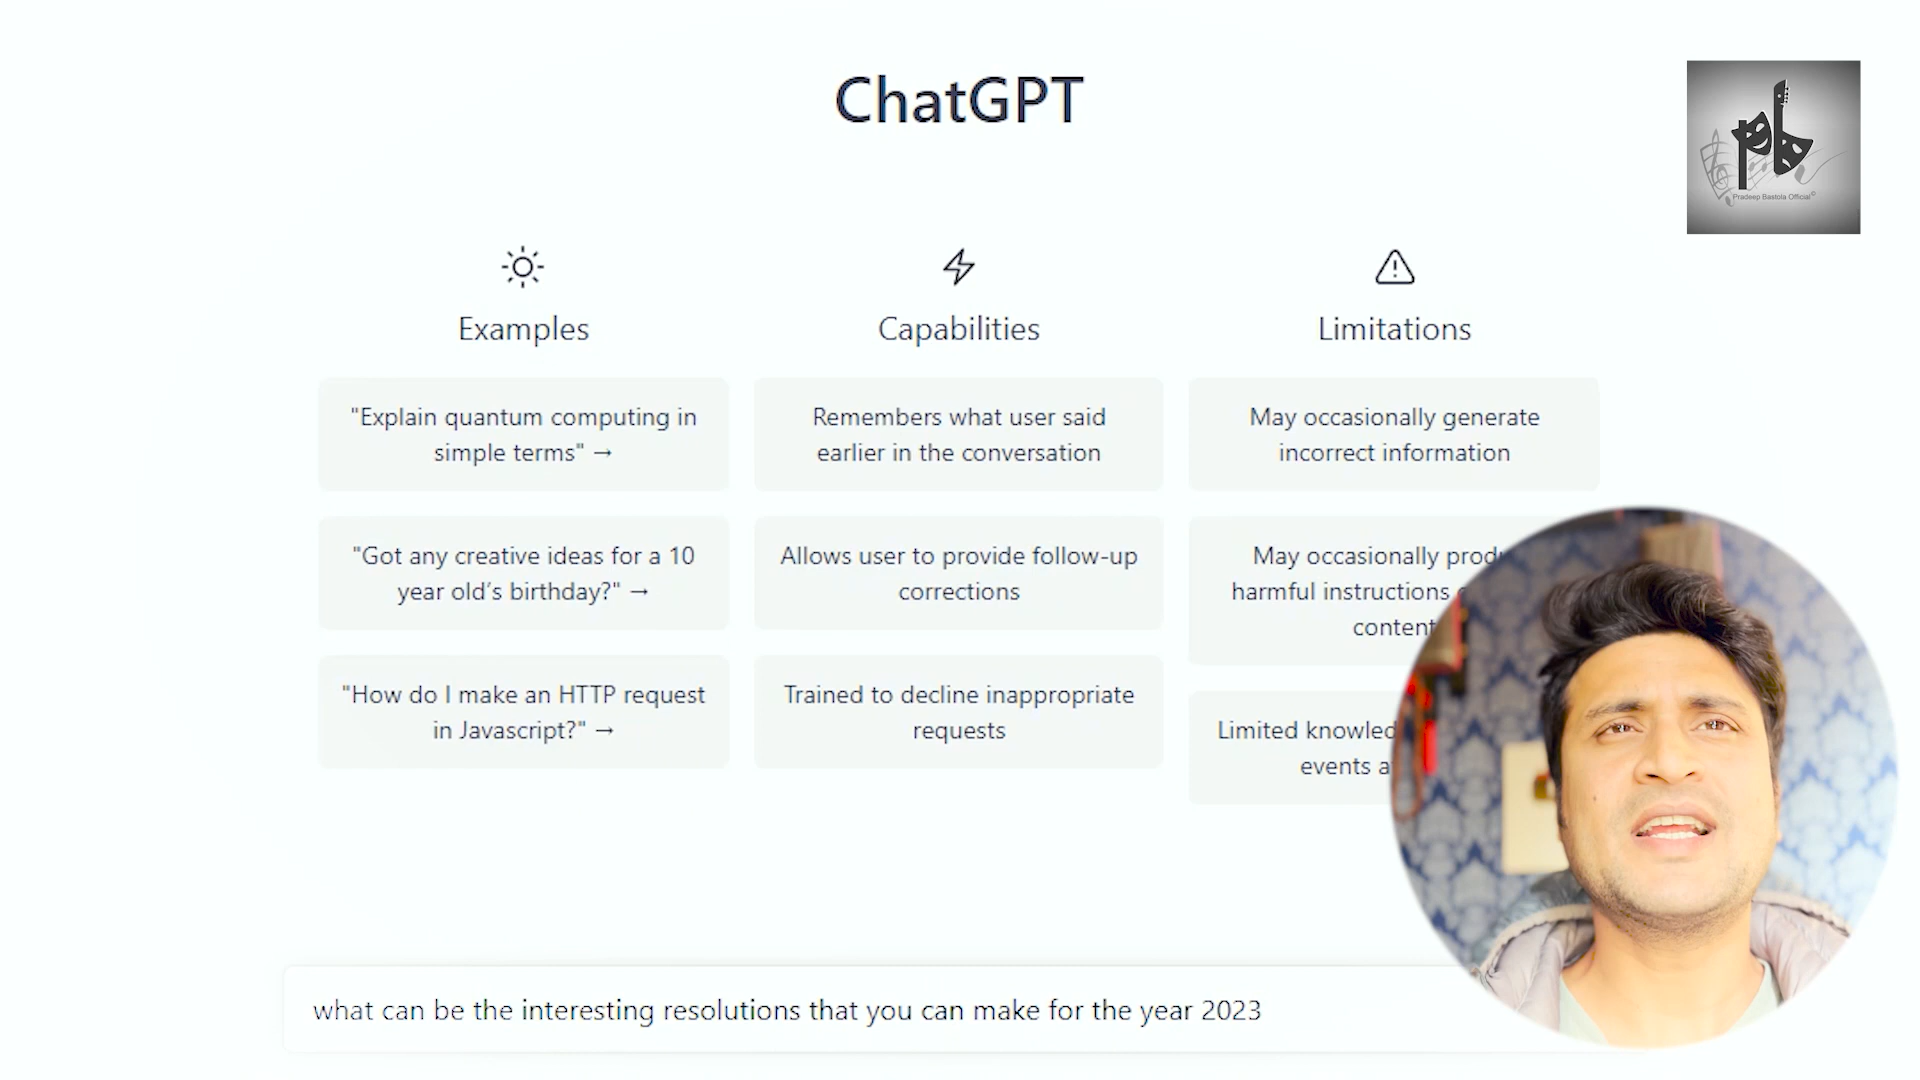 ChatGPT
Pradeep Bastola Official©
Examples
"Explain quantum computing in
simple terms" →
"Got any creative ideas for a 10
year old’s birthday?" →
"How do I make an HTTP request
in Javascript?" →
Capabilities
Remembers what user said
earlier in the conversation
Allows user to provide follow-up
corrections
Trained to decline inappropriate
requests
Limitations
May occasionally generate
incorrect information
May occasionally
harmful instructions
content
Limited
events
what can be the interesting resolutions that you can make for the year 2023